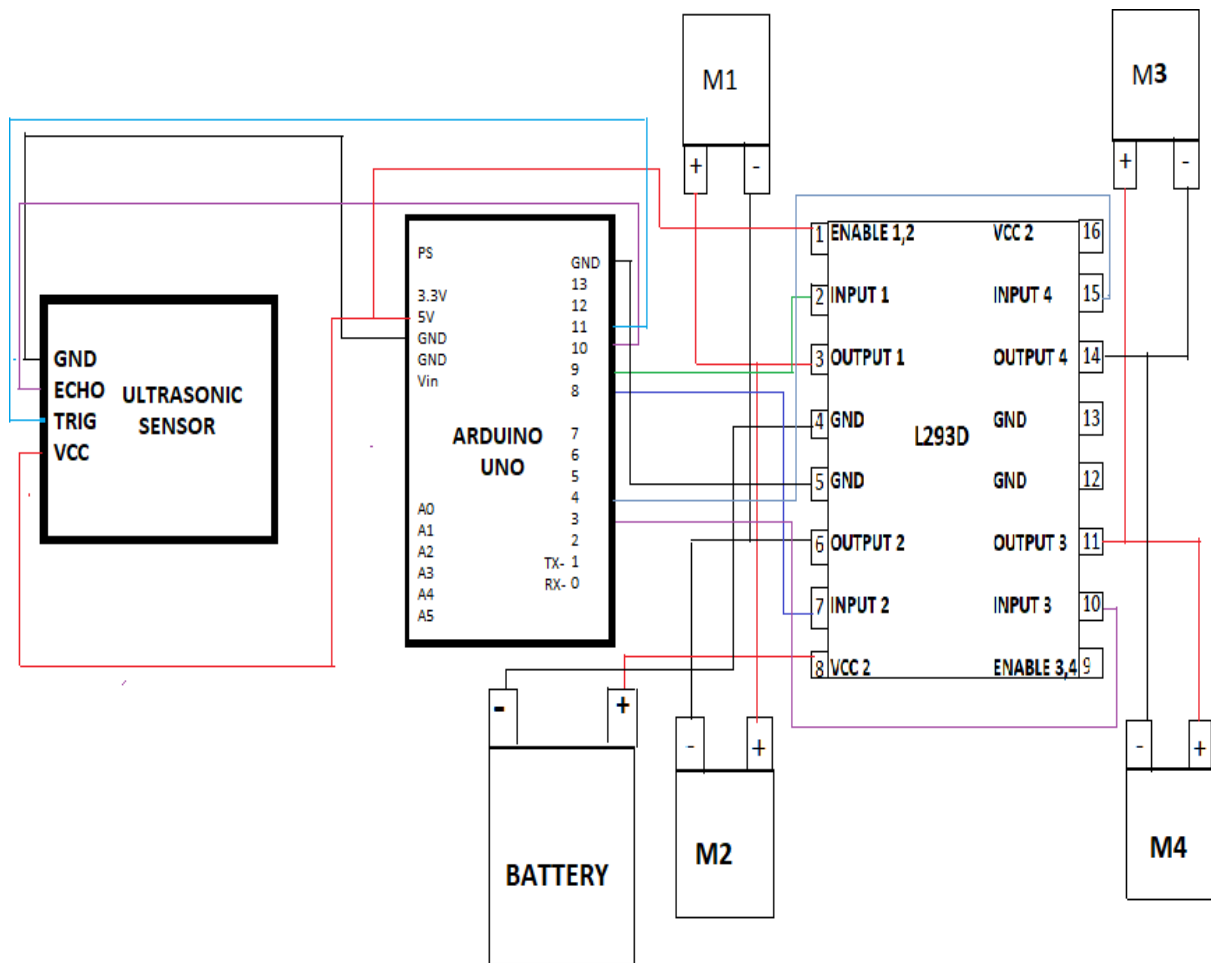 M1
+ -
M3
+ -
GND
ECHO
TRIG
VCC
ULTRASONIC
SENSOR
PS
3.3V
5V
GND
GND
Vin
A0
A1
A2
A3
A4
A5
ARDUINO
UNO
GND
13
12
11
10
9
8
7
6
5
4
3
2
TX- 1
RX- 0
1 ENABLE 1,2
2 INPUT 1
3 OUTPUT 1
4 GND
5 GND
6 OUTPUT 2
7 INPUT 2
8 VCC 2
L293D
VCC 2 16
INPUT 4 15
OUTPUT 4 14
GND 13
GND 12
OUTPUT 3 11
INPUT 3 10
ENABLE 3,4 9
- +
BATTERY
- +
M2
- +
M4